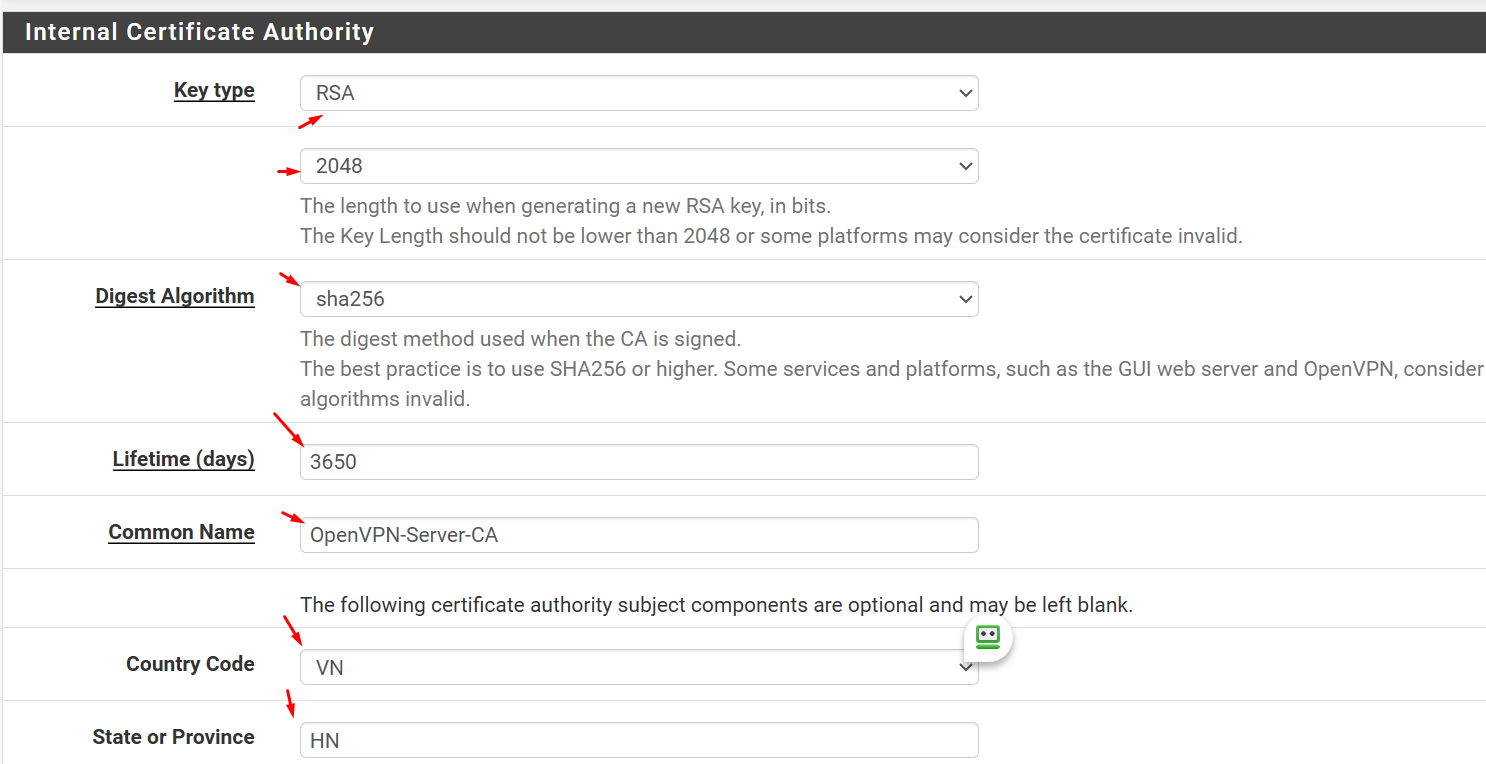 Internal Certificate Authority
Key type
RSA
2048
The length to use when generating a new RSA key, in bits.
The Key Length should not be lower than 2048 or some platforms may consider the certificate invalid.
Digest Algorithm
sha256
The digest method used when the CA is signed.
The best practice is to use SHA256 or higher. Some services and platforms, such as the GUI web server and OpenVPN, consider
algorithms invalid.
Lifetime (days)
3650
Common Name
OpenVPN-Server-CA
The following certificate authority subject components are optional and may be left blank.
Country Code
VN
State or Province
HN